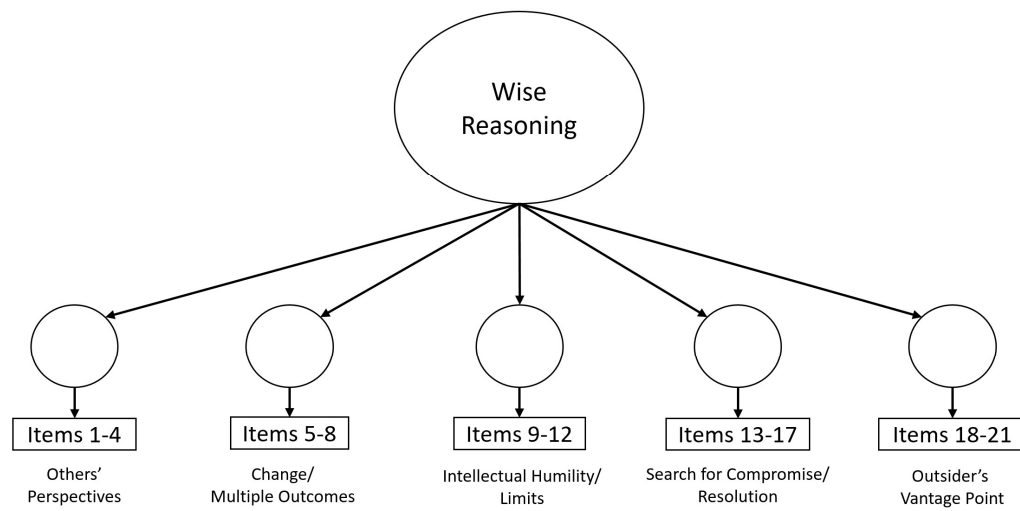 Wise
Reasoning
Items 1-4
Items 5-8
Items 9-12
Items 13-17
Items 18-21
Others’
Perspectives
Change/
Multiple Outcomes
Intellectual Humility/
Limits
Search for Compromise/
Resolution
Outsider’s
Vantage Point